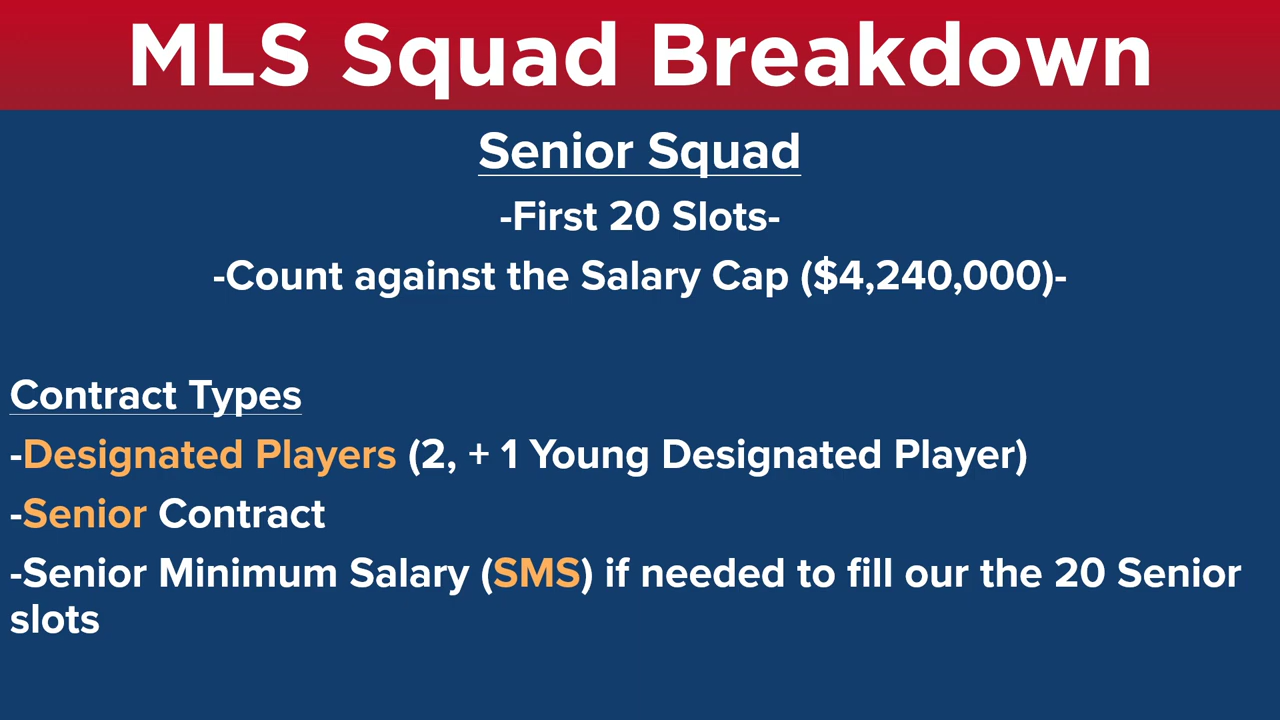 MLS Squad Breakdown
Senior Squad
-First 20 Slots-
-Count against the Salary Cap ($4,240,000)-
Contract Types
-Designated Players (2, + 1 Young Designated Player)
-Senior Contract
-Senior Minimum Salary (SMS) if needed to fill our the 20 Senior
slots